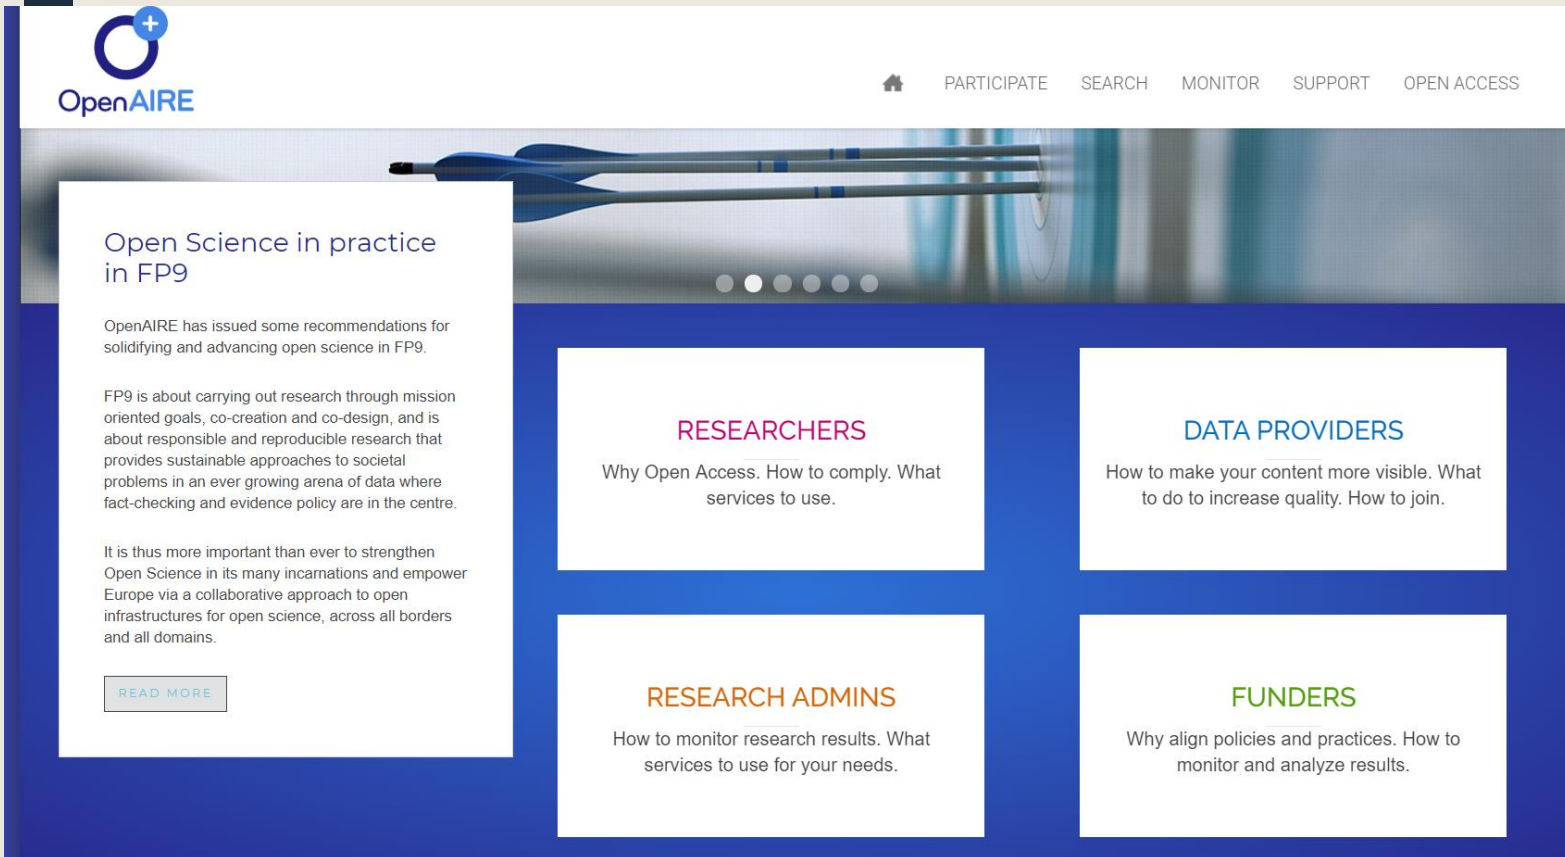 OpenAIRE
PARTICIPATE SEARCH MONITOR SUPPORT OPEN ACCESS
Open Science in practice
in FP9
OpenAIRE has issued some recommendations for
solidifying and advancing open science in FP9.
FP9 is about carrying out research through mission
oriented goals, co-creation and co-design, and is
about responsible and reproducible research that
provides sustainable approaches to societal
problems in an ever growing arena of data where
fact-checking and evidence policy are in the centre.
It is thus more important than ever to strengthen
Open Science in its many incarnations and empower
Europe via a collaborative approach to open
infrastructures for open science, across all borders
and all domains.
READ MORE
RESEARCHERS
Why Open Access. How to comply. What
services to use.
DATA PROVIDERS
How to make your content more visible. What
to do to increase quality. How to join.
RESEARCH ADMINS
How to monitor research results. What
services to use for your needs.
FUNDERS
Why align policies and practices. How to
monitor and analyze results.